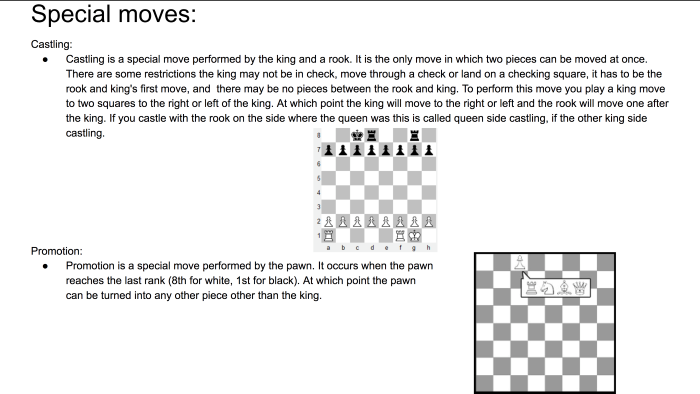 Special moves:
Castling:
● Castling is a special move performed by the king and a rook. It is the only move in which two pieces can be moved at once.
There are some restrictions the king may not be in check, move through a check or land on a checking square, it has to be the
rook and king's first move, and there may be no pieces between the rook and king. To perform this move you play a king move
to two squares to the right or left of the king. At which point the king will move to the right or left and the rook will move one after
the king. If you castle with the rook on the side where the queen was this is called queen side castling, if the other king side
castling.
8
7
6
5
4
3
2
1
a b c d e f g h
Promotion:
● Promotion is a special move performed by the pawn. It occurs when the pawn
reaches the last rank (8th for white, 1st for black). At which point the pawn
can be turned into any other piece other than the king.